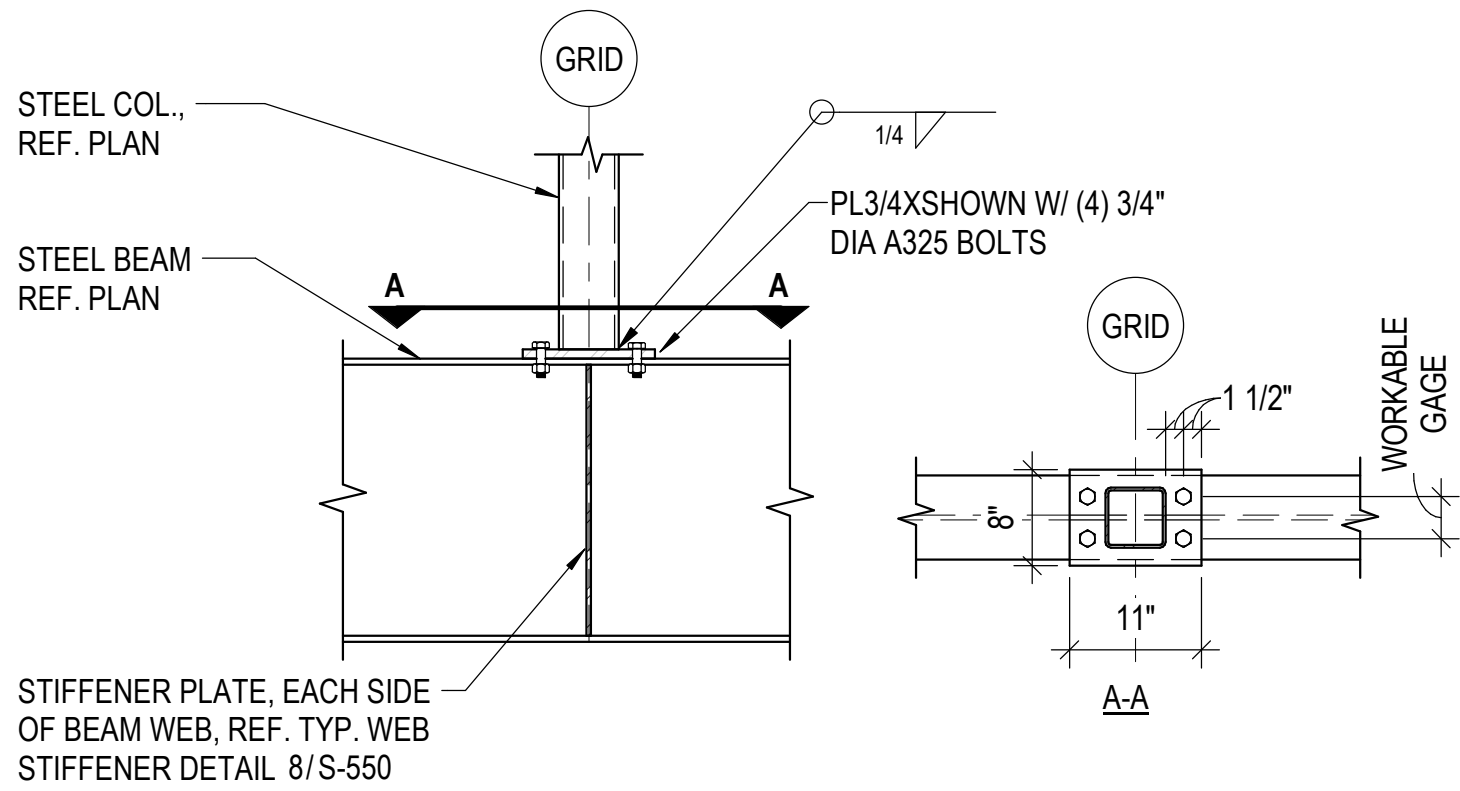 GRID
STEEL COL.,
REF. PLAN
1/4
PL3/4XSHOWN W/ (4) 3/4"
DIA A325 BOLTS
STEEL BEAM
REF. PLAN
A
A
GRID
1 1/2"
WORKABLE
GAGE
8"
11"
A-A
STIFFENER PLATE, EACH SIDE
OF BEAM WEB, REF. TYP. WEB
STIFFENER DETAIL 8/S-550